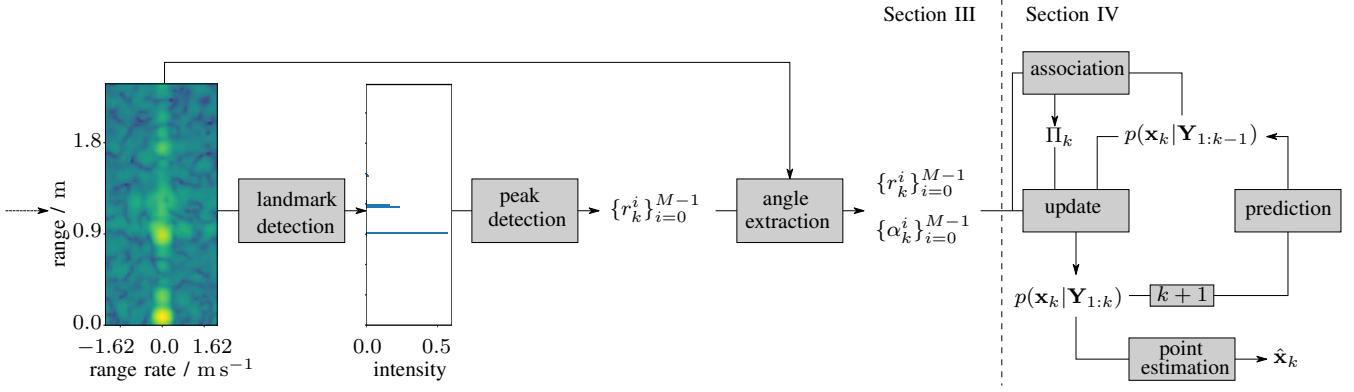 Section III
Section IV
range / m
1.8
0.9
0.0
−1.62 0.0 1.62
range rate / m s⁻¹
landmark
detection
0.0 0.5
intensity
peak
detection
{r_k^i}_{i=0}^{M−1}
angle
extraction
{r_k^i}_{i=0}^{M−1}
{α_k^i}_{i=0}^{M−1}
association
Π_k
p(x_k|Y_{1:k−1})
update
prediction
p(x_k|Y_{1:k})
k + 1
point
estimation
x̂_k